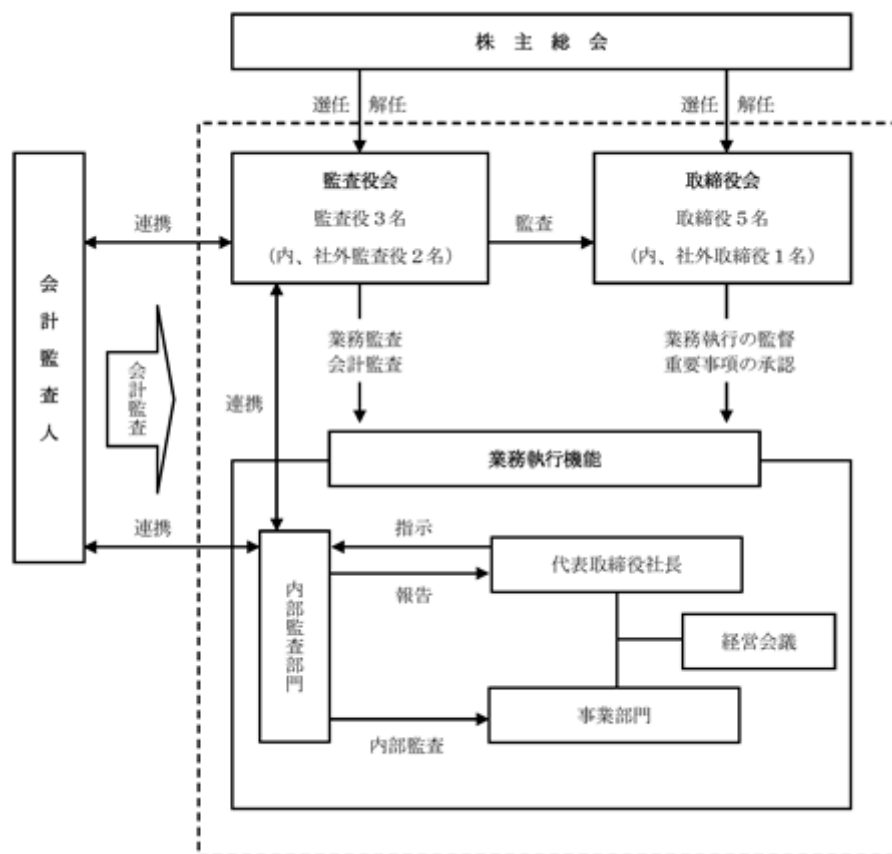 株 主 総 会
選任 解任
選任 解任
監査役会
監査役3名
(内、社外監査役2名)
監査
取締役会
取締役5名
(内、社外取締役1名)
連携
会計監査人
会計監査
連携
業務監査
会計監査
業務執行の監督
重要事項の承認
業務執行機能
連携
内部監査部門
指示
報告
代表取締役社長
経営会議
事業部門
内部監査